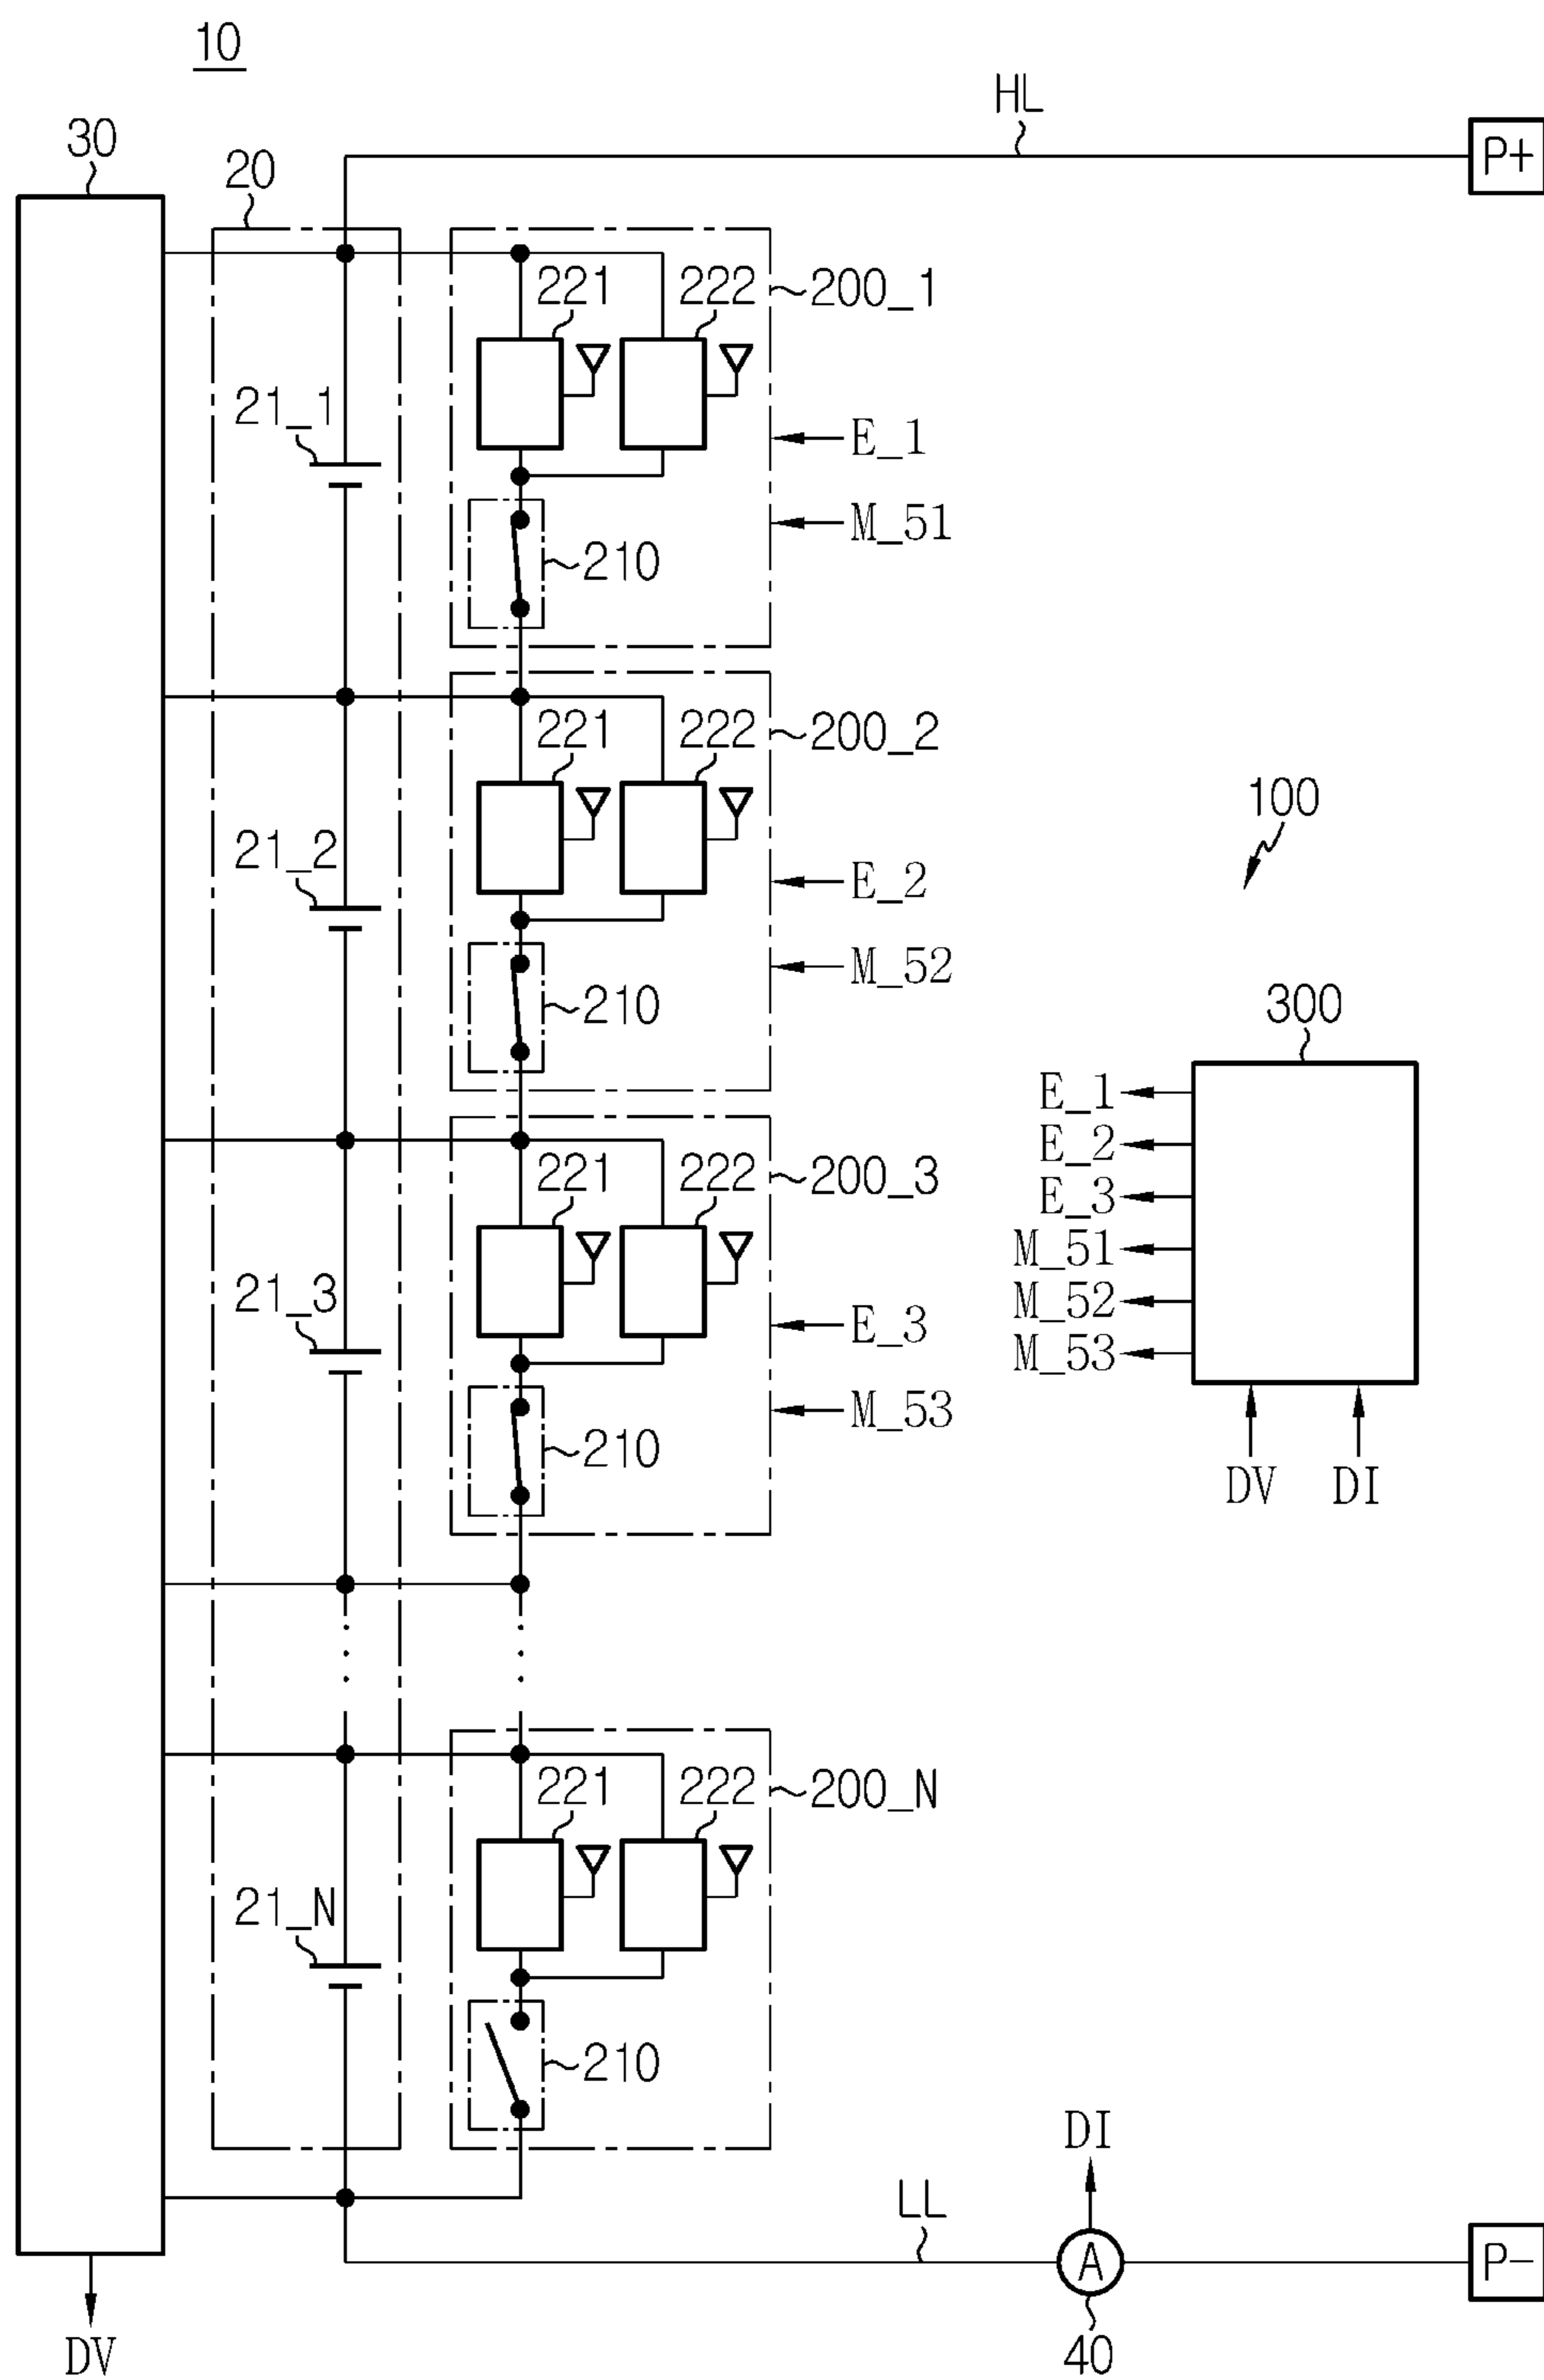 10
HL
P+
30
20
221
222
200_1
21_1
E_1
M_51
210
221
222
200_2
100
21_2
E_2
M_52
210
300
E_1
E_2
E_3
M_51
M_52
M_53
DV
DI
221
222
200_3
21_3
E_3
M_53
210
221
222
200_N
21_N
210
DI
LL
A
P-
40
DV